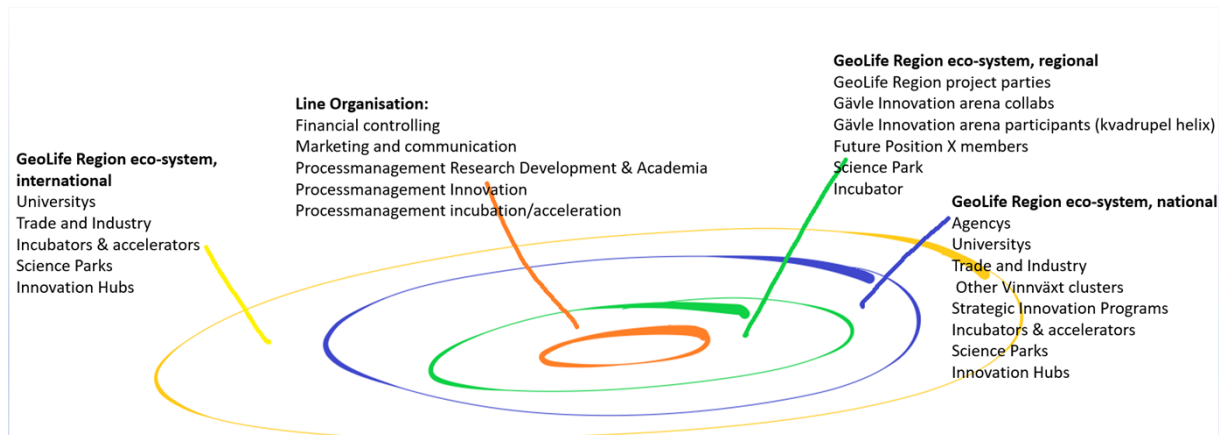 GeoLife Region eco-system,
international
Universitys
Trade and Industry
Incubators & accelerators
Science Parks
Innovation Hubs
Line Organisation:
Financial controlling
Marketing and communication
Processmanagement Research Development & Academia
Processmanagement Innovation
Processmanagement incubation/acceleration
GeoLife Region eco-system, regional
GeoLife Region project parties
Gävle Innovation arena collabs
Gävle Innovation arena participants (kvadrupel helix)
Future Position X members
Science Park
Incubator
GeoLife Region eco-system, national
Agencys
Universitys
Trade and Industry
Other Vinnväxt clusters
Strategic Innovation Programs
Incubators & accelerators
Science Parks
Innovation Hubs